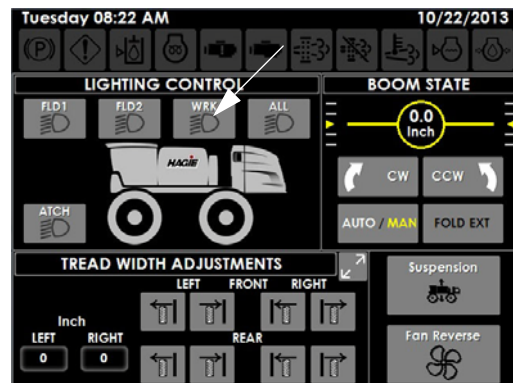 Tuesday 08:22 AM 10/22/2013
(P)
LIGHTING CONTROL
FLD1 FLD2 WRK ALL
HAGIE
ATCH
BOOM STATE
0.0
Inch
CW CCW
AUTO / MAN FOLD EXT
TREAD WIDTH ADJUSTMENTS
LEFT FRONT RIGHT
Inch
LEFT RIGHT
0 0
REAR
Suspension
Fan Reverse